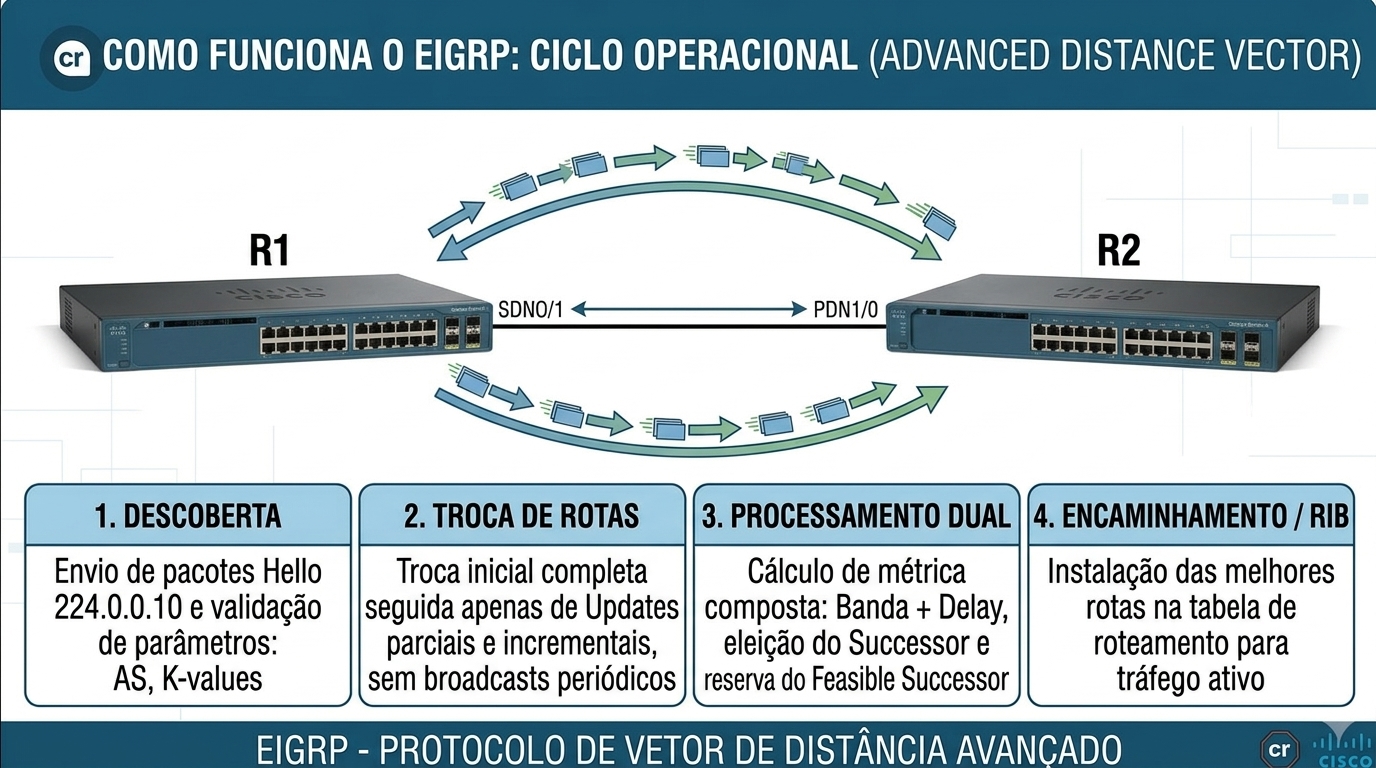 cr COMO FUNCIONA O EIGRP: CICLO OPERACIONAL (ADVANCED DISTANCE VECTOR)
R1
R2
CISCO
CISCO
SDNO/1
PDN1/0
1. DESCOBERTA
Envio de pacotes Hello
224.0.0.10 e validação
de parâmetros:
AS, K-values
2. TROCA DE ROTAS
Troca inicial completa
seguida apenas de Updates
parciais e incrementais,
sem broadcasts periódicos
3. PROCESSAMENTO DUAL
Cálculo de métrica
composta: Banda + Delay,
eleição do Successor e
reserva do Feasible Successor
4. ENCAMINHAMENTO / RIB
Instalação das melhores
rotas na tabela de
roteamento para
tráfego ativo
EIGRP - PROTOCOLO DE VETOR DE DISTÂNCIA AVANÇADO
cr
CISCO